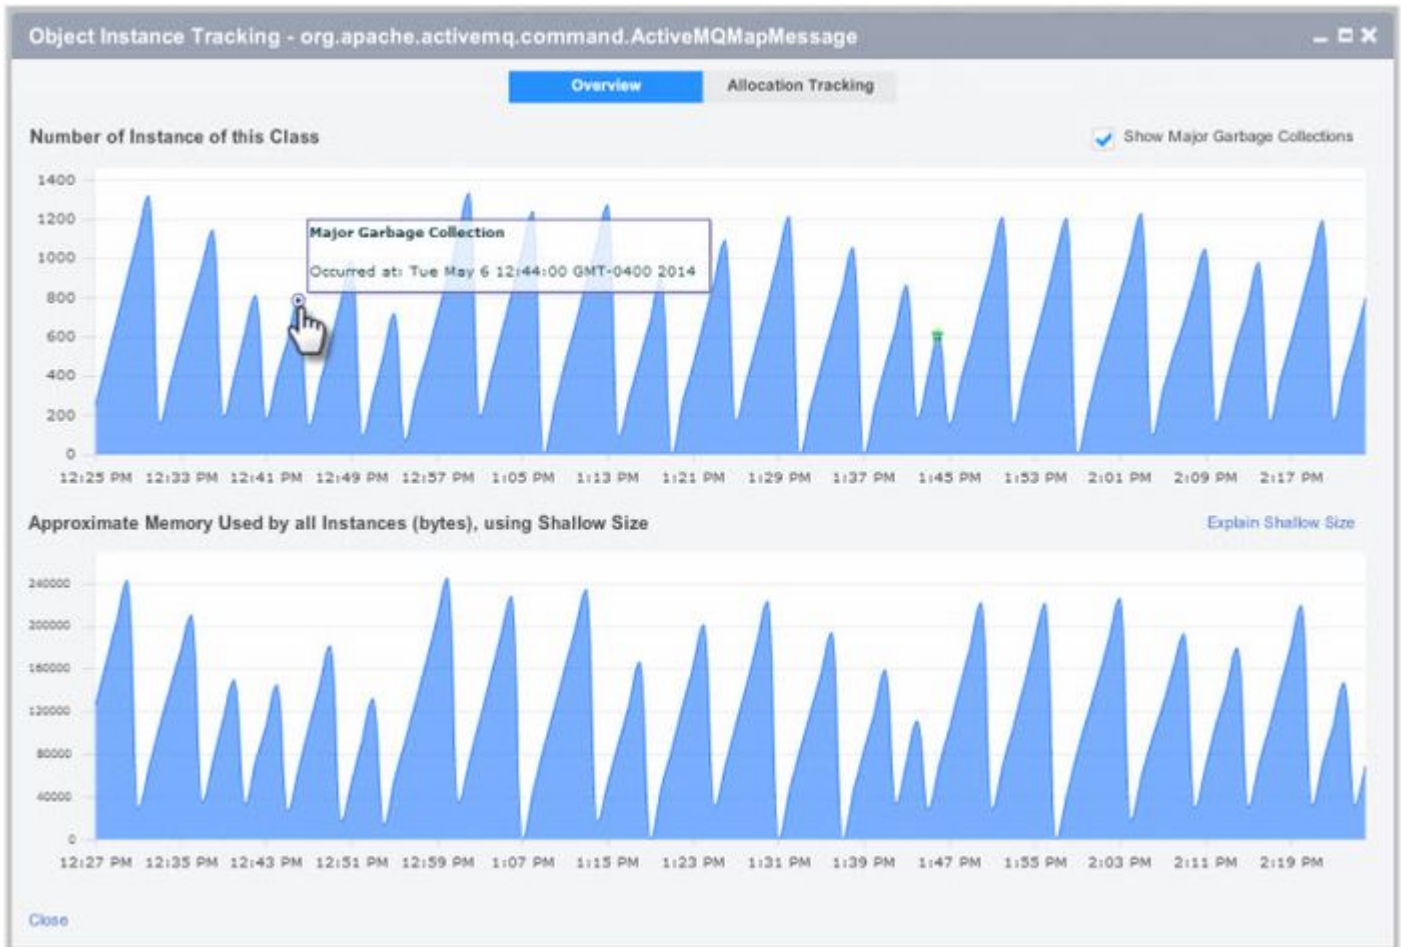 Object Instance Tracking - org.apache.activemq.command.ActiveMQMapMessage
Overview
Allocation Tracking
Number of Instance of this Class
Show Major Garbage Collections
1400
1200
1000
800
600
400
200
0
Major Garbage Collection
Occurred at: Tue May 6 12:44:00 GMT-0400 2014
12:25 PM 12:33 PM 12:41 PM 12:49 PM 12:57 PM 1:05 PM 1:13 PM 1:21 PM 1:29 PM 1:37 PM 1:45 PM 1:53 PM 2:01 PM 2:09 PM 2:17 PM
Approximate Memory Used by all Instances (bytes), using Shallow Size
Explain Shallow Size
240000
200000
160000
120000
80000
40000
0
12:27 PM 12:35 PM 12:43 PM 12:51 PM 12:59 PM 1:07 PM 1:15 PM 1:23 PM 1:31 PM 1:39 PM 1:47 PM 1:55 PM 2:03 PM 2:11 PM 2:19 PM
Close